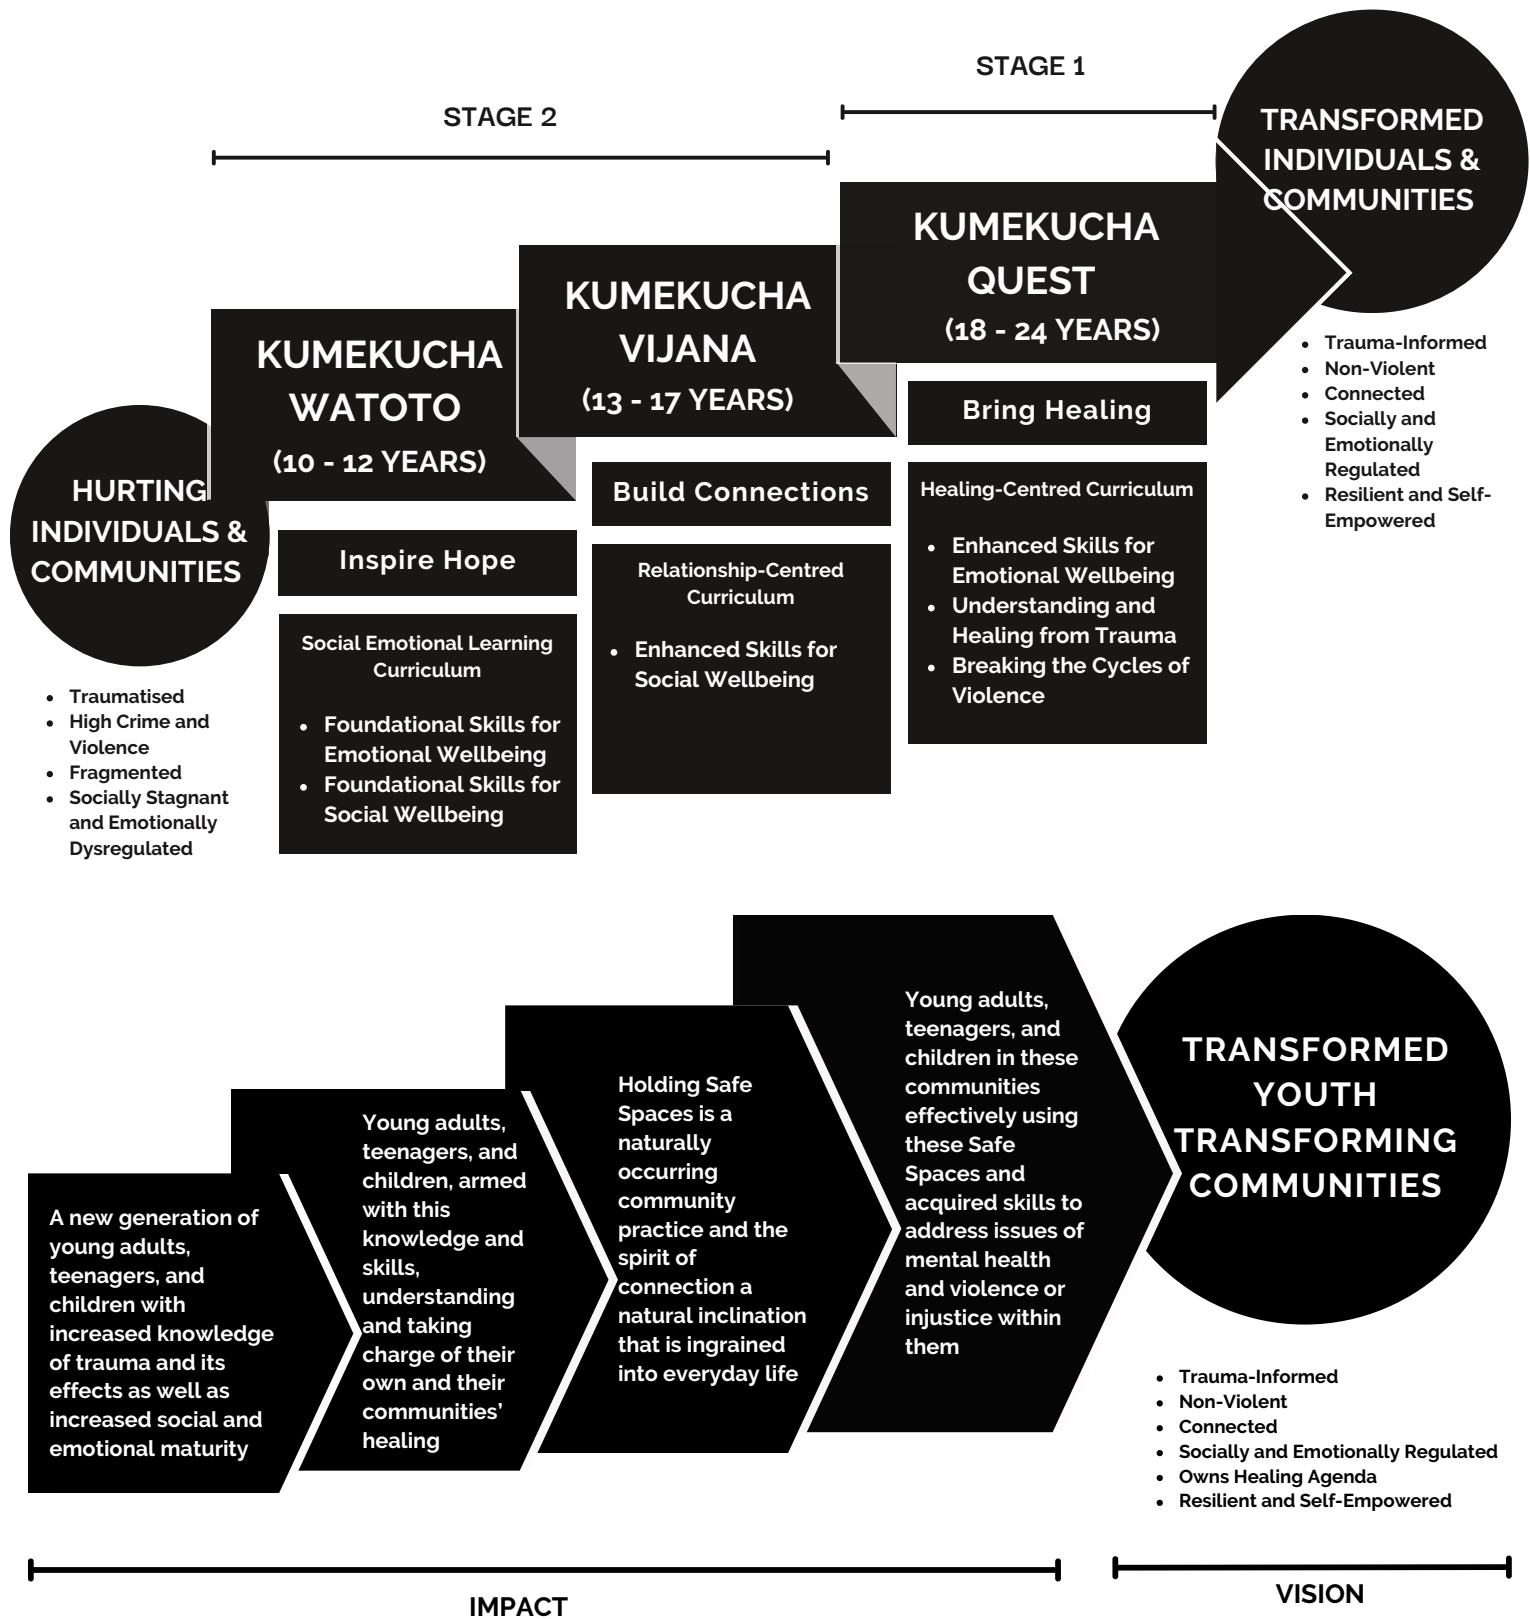 STAGE 1
STAGE 2
TRANSFORMED
INDIVIDUALS &
COMMUNITIES
KUMEKUCHA
QUEST
(18 - 24 YEARS)
KUMEKUCHA
VIJANA
(13 - 17 YEARS)
KUMEKUCHA
WATOTO
(10 - 12 YEARS)
HURTING
INDIVIDUALS &
COMMUNITIES
• Traumatised
• High Crime and
Violence
• Fragmented
• Socially Stagnant
and Emotionally
Dysregulated
Inspire Hope
Social Emotional Learning
Curriculum
• Foundational Skills for
Emotional Wellbeing
• Foundational Skills for
Social Wellbeing
Build Connections
Relationship-Centred
Curriculum
• Enhanced Skills for
Social Wellbeing
Bring Healing
Healing-Centred Curriculum
• Enhanced Skills for
Emotional Wellbeing
• Understanding and
Healing from Trauma
• Breaking the Cycles of
Violence
• Trauma-Informed
• Non-Violent
• Connected
• Socially and
Emotionally
Regulated
• Resilient and Self-
Empowered
A new generation of
young adults,
teenagers, and
children with
increased knowledge
of trauma and its
effects as well as
increased social and
emotional maturity
Young adults,
teenagers, and
children, armed
with this
knowledge and
skills,
understanding
and taking
charge of their
own and their
communities'
healing
Holding Safe
Spaces is a
naturally
occurring
community
practice and the
spirit of
connection a
natural inclination
that is ingrained
into everyday life
Young adults,
teenagers, and
children in these
communities
effectively using
these Safe
Spaces and
acquired skills to
address issues of
mental health
and violence or
injustice within
them
TRANSFORMED
YOUTH
TRANSFORMING
COMMUNITIES
• Trauma-Informed
• Non-Violent
• Connected
• Socially and Emotionally Regulated
• Owns Healing Agenda
• Resilient and Self-Empowered
IMPACT
VISION